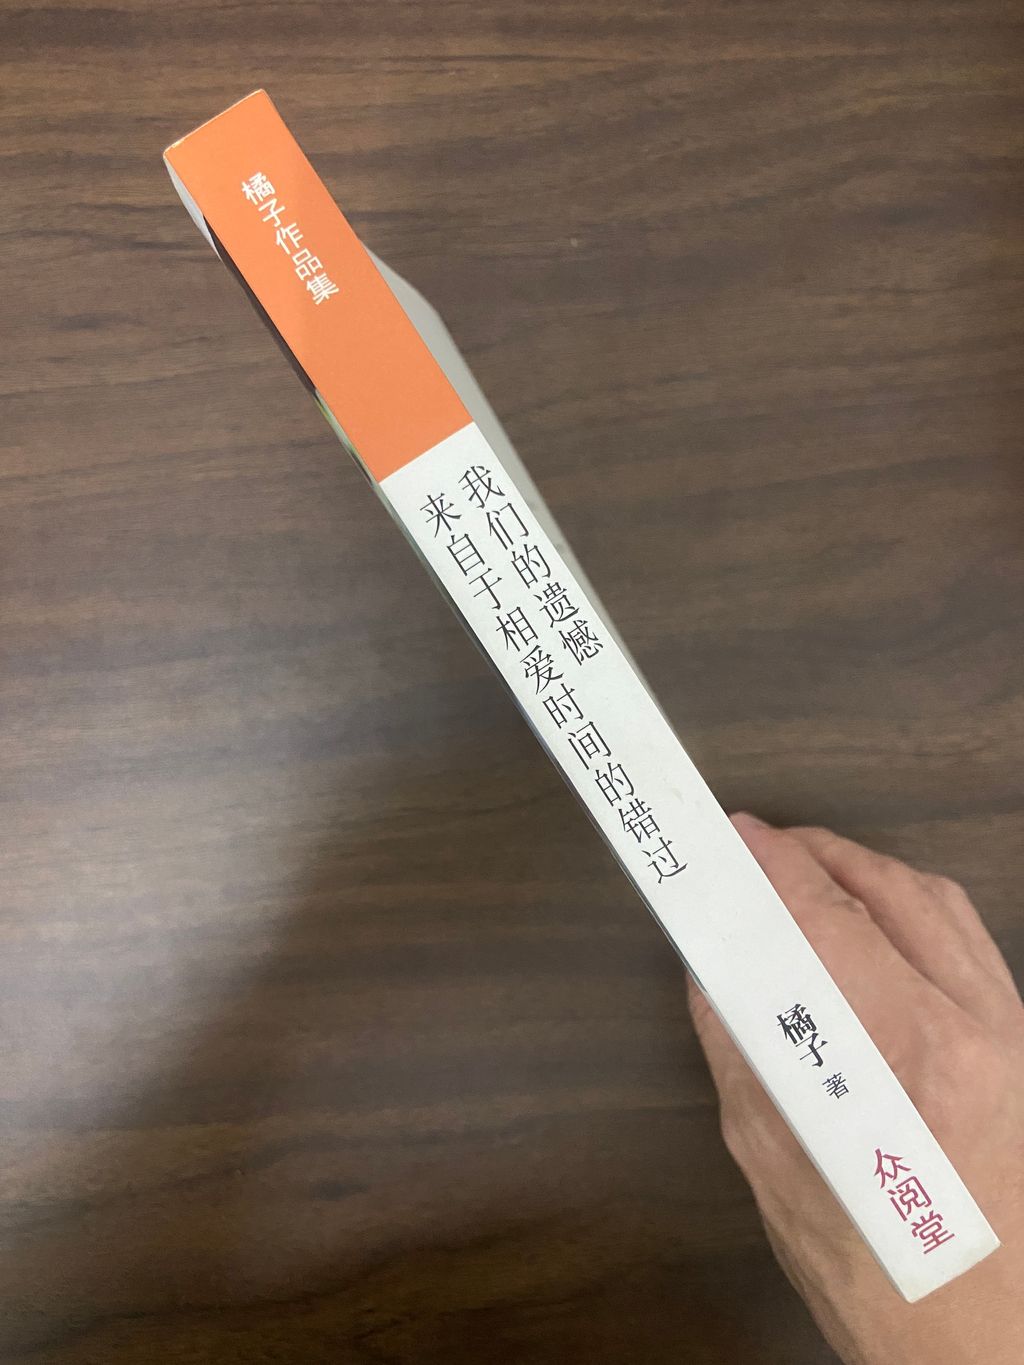 橘子作品集
我们的遗憾
来自于相爱时间的错过
橘子 著
众阅堂